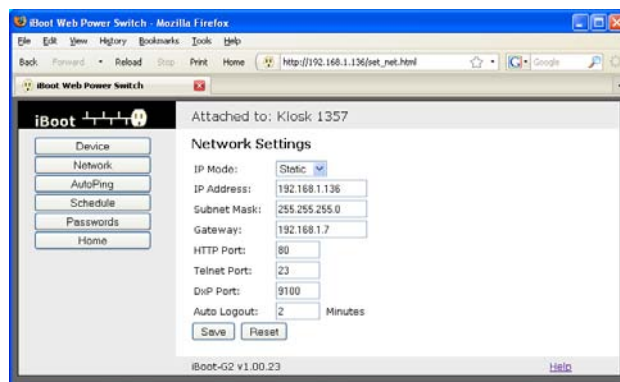 iBoot Web Power Switch - Mozilla Firefox
File Edit View History Bookmarks Tools Help
Back Forward Reload Stop Print Home http://192.168.1.136/set_net.html Google
iBoot Web Power Switch
iBoot
Attached to: Kiosk 1357
Device
Network
AutoPing
Schedule
Passwords
Home
Network Settings
IP Mode: Static
IP Address: 192.168.1.136
Subnet Mask: 255.255.255.0
Gateway: 192.168.1.7
HTTP Port: 80
Telnet Port: 23
DxP Port: 9100
Auto Logout: 2 Minutes
Save Reset
iBoot-G2 v1.00.23 Help